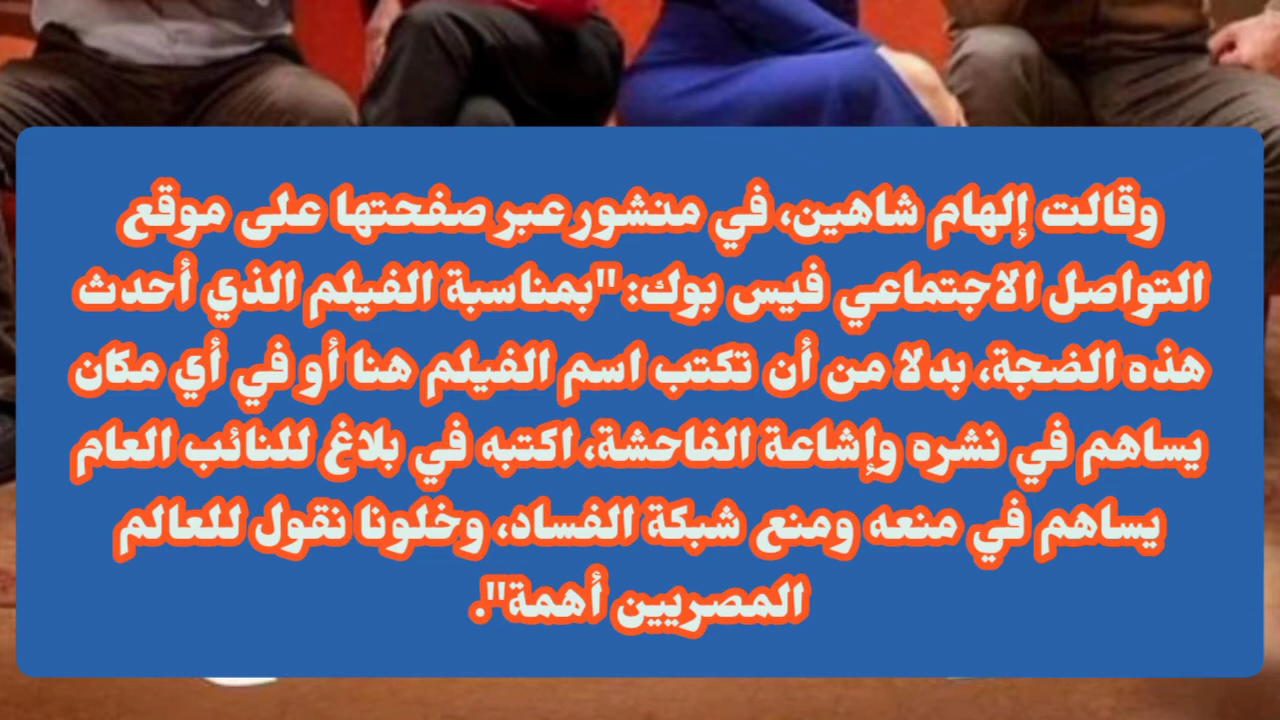 وقالت إلهام شاهين، في منشور عبر صفحتها على موقع
التواصل الاجتماعي فيس بوك: "بمناسبة الفيلم الذي أحدث
هذه الضجة، بدلا من أن تكتب اسم الفيلم هنا أو في أي مكان
يساهم في نشره وإشاعة الفاحشة، اكتبه في بلاغ للنائب العام
يساهم في منعه ومنع شبكة الفساد، وخلونا نقول للعالم
المصريين أهمة".